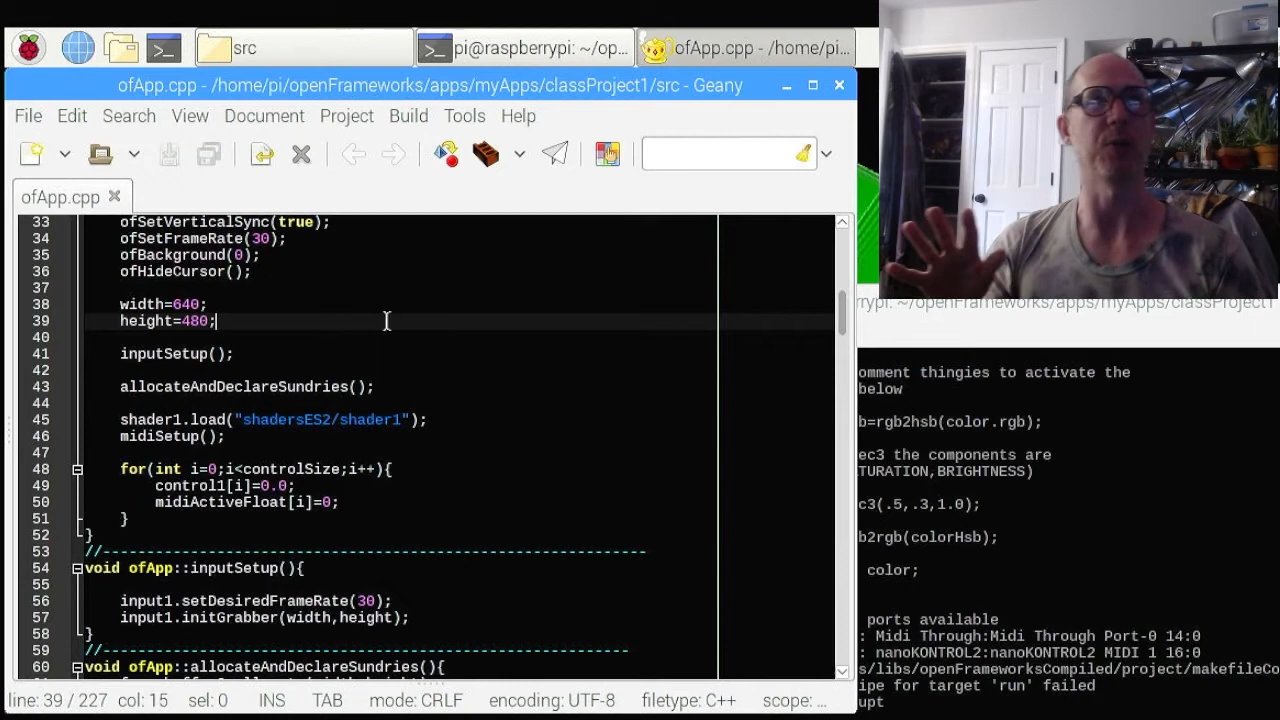 src
pi@raspberrypi: ~/op...
ofApp.cpp - /home/pi...
ofApp.cpp - /home/pi/openFrameworks/apps/myApps/classProject1/src - Geany
File Edit Search View Document Project Build Tools Help
ofApp.cpp
33 ofSetVerticalSync(true);
34 ofSetFrameRate(30);
35 ofBackground(0);
36 ofHideCursor();
37
38 width=640;
39 height=480;
40
41 inputSetup();
42
43 allocateAndDeclareSundries();
44
45 shader1.load("shadersES2/shader1");
46 midiSetup();
47
48 for(int i=0;i<controlSize;i++){
49 control1[i]=0.0;
50 midiActiveFloat[i]=0;
51 }
52 }
53 //--------------------------------------------------------------
54 void ofApp::inputSetup(){
55
56 input1.setDesiredFrameRate(30);
57 input1.initGrabber(width,height);
58 }
59 //------------------------------------------------------------
60 void ofApp::allocateAndDeclareSundries(){
line: 39 / 227 col: 15 sel: 0 INS TAB mode: CRLF encoding: UTF-8 filetype: C++ scope: ...
rrypi: ~/openFrameworks/apps/myApps/classProject1
omment thingies to activate the
below
b=rgb2hsb(color.rgb);
ec3 the components are
TURATION,BRIGHTNESS)
c3(.5,.3,1.0);
b2rgb(colorHsb);
color;
ports available
: Midi Through:Midi Through Port-0 14:0
: nanoKONTROL2:nanoKONTROL2 MIDI 1 16:0
s/libs/openFrameworksCompiled/project/makefileCo
ipe for target 'run' failed
upt